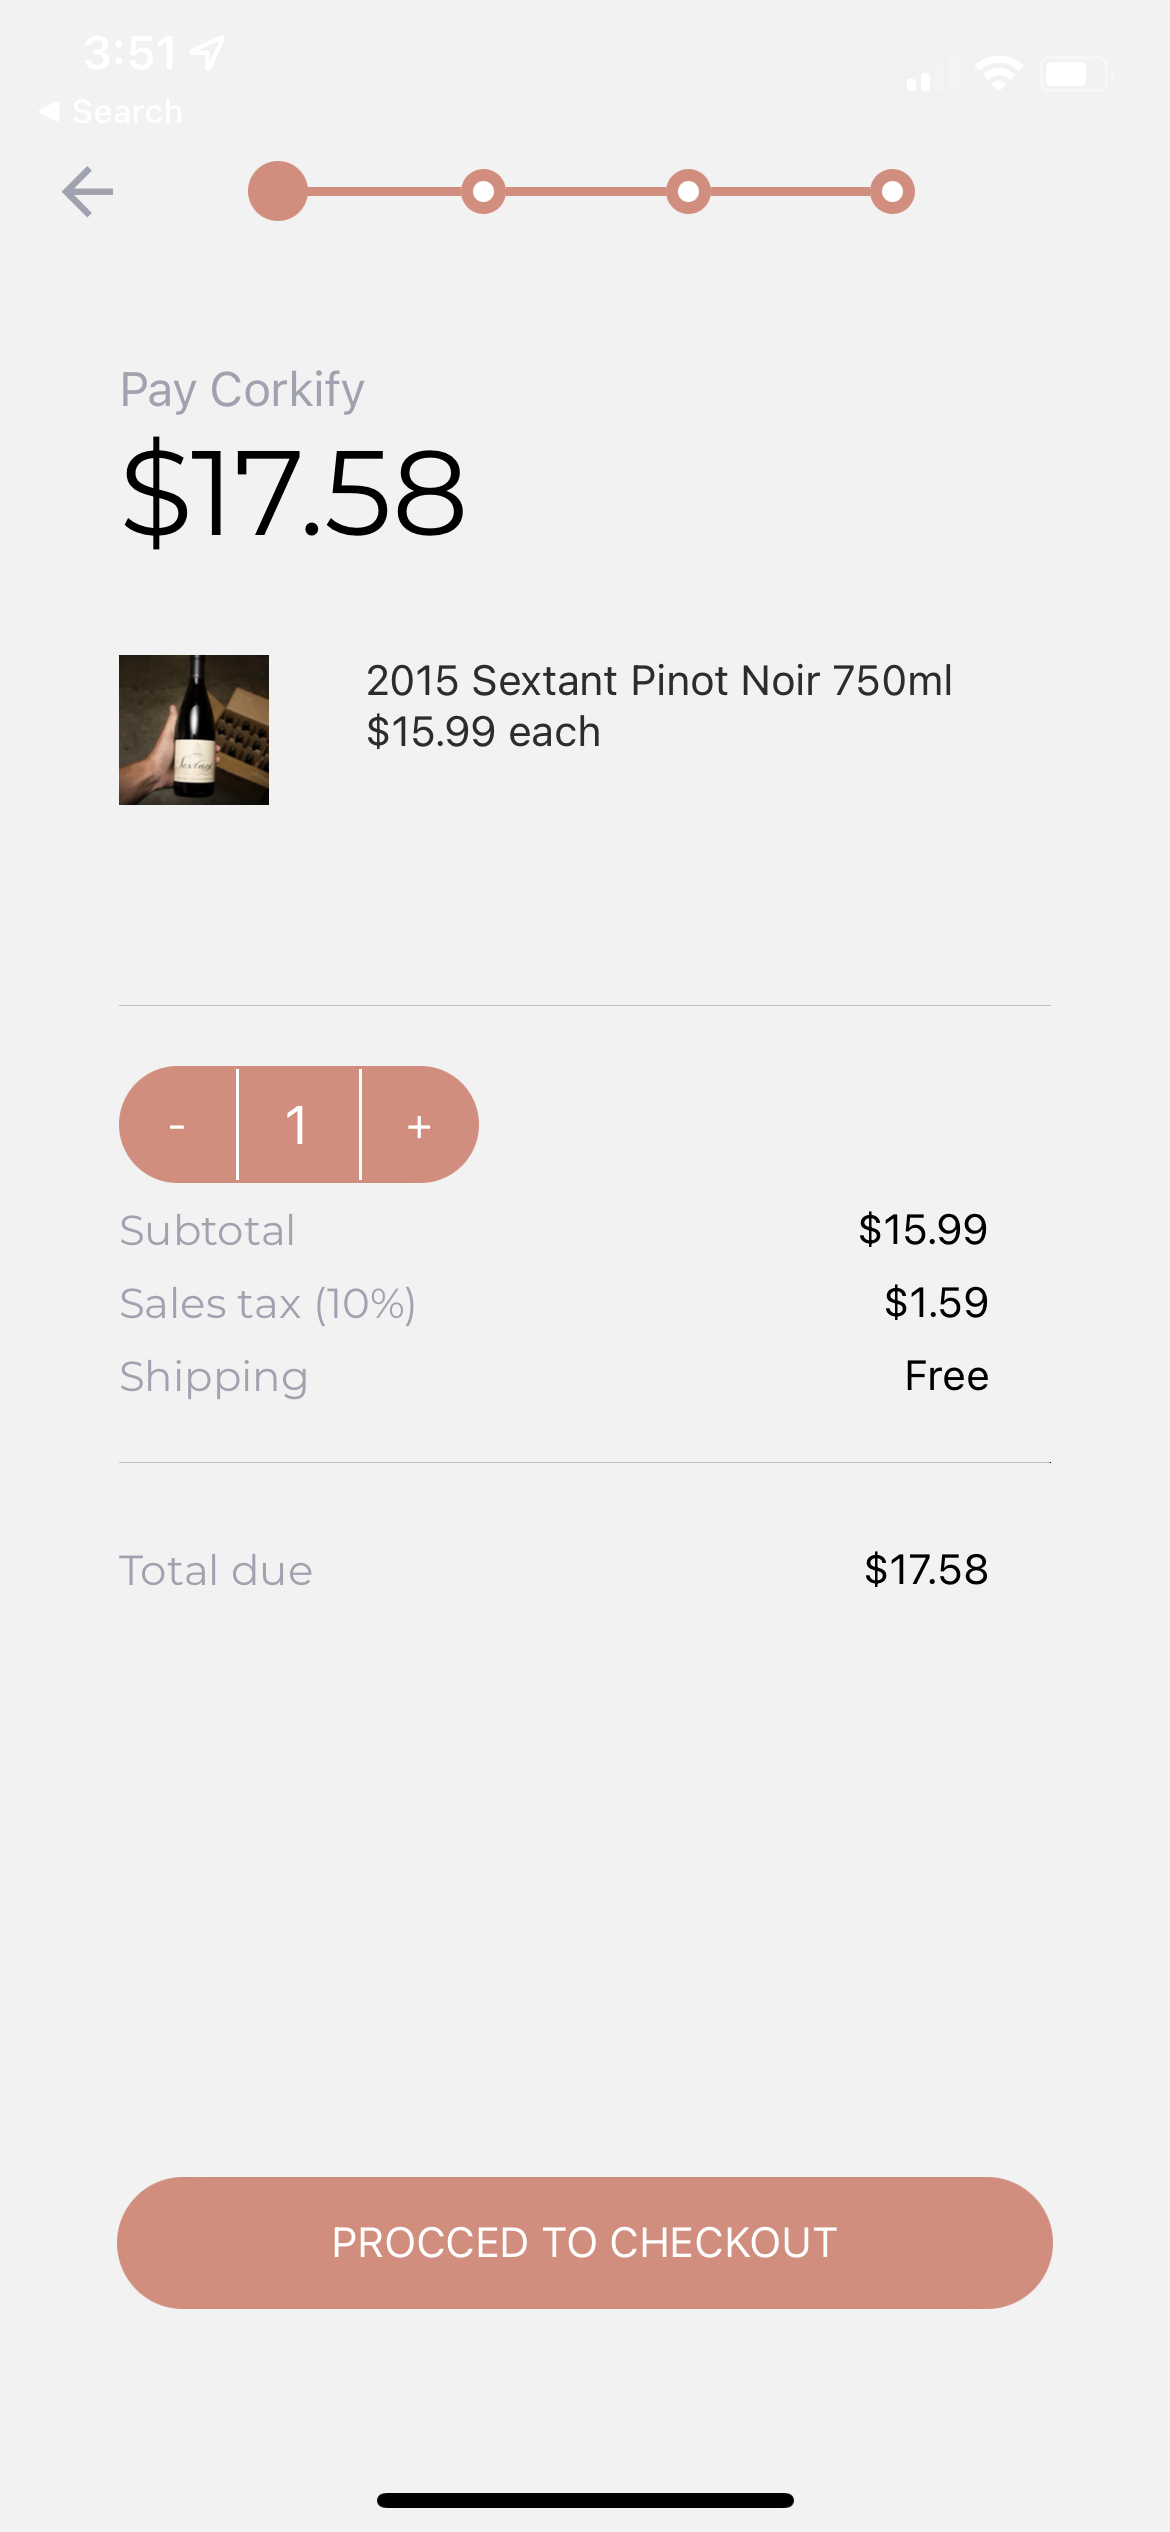 3:51
◀ Search
Pay Corkify
$17.58
2015 Sextant Pinot Noir 750ml
$15.99 each
Sextant
- 1 +
Subtotal $15.99
Sales tax (10%) $1.59
Shipping Free
Total due $17.58
PROCCED TO CHECKOUT